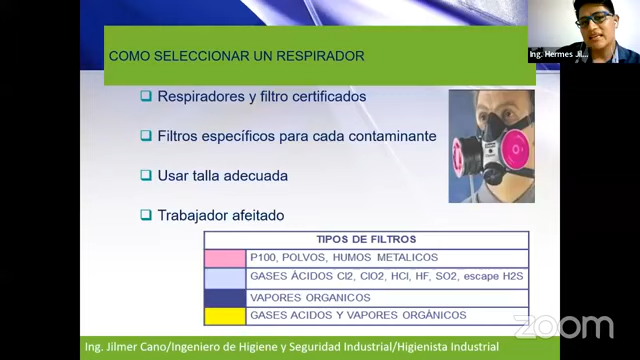 Ing. Hermes Jil...
COMO SELECCIONAR UN RESPIRADOR
Respiradores y filtro certificados
Filtros específicos para cada contaminante
Usar talla adecuada
Trabajador afeitado
TIPOS DE FILTROS
P100, POLVOS, HUMOS METALICOS
GASES ÁCIDOS Cl2, ClO2, HCl, HF, SO2, escape H2S
VAPORES ORGANICOS
GASES ACIDOS Y VAPORES ORGÁNICOS
zoom
Ing. Jilmer Cano/Ingeniero de Higiene y Seguridad Industrial/Higienista Industrial